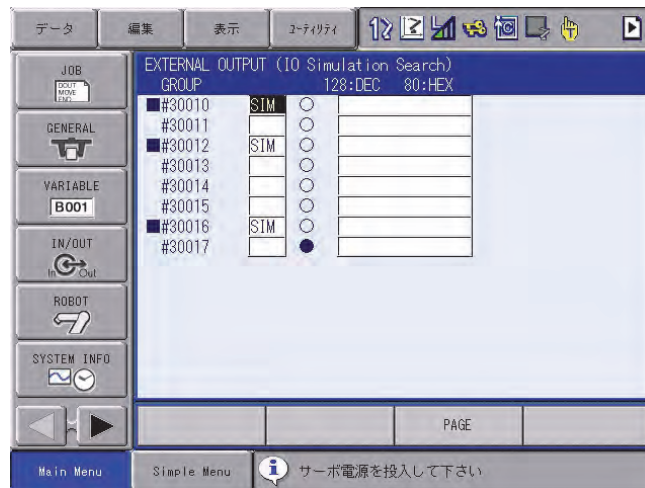 データ 編集 表示 ユーティリティ
JOB
DOUT
MOVE
END
GENERAL
VARIABLE
B001
IN/OUT
In Out
ROBOT
SYSTEM INFO
EXTERNAL OUTPUT (IO Simulation Search)
GROUP 128:DEC 80:HEX
#30010 SIM
#30011
#30012 SIM
#30013
#30014
#30015
#30016 SIM
#30017
PAGE
Main Menu Simple Menu サーボ電源を投入して下さい